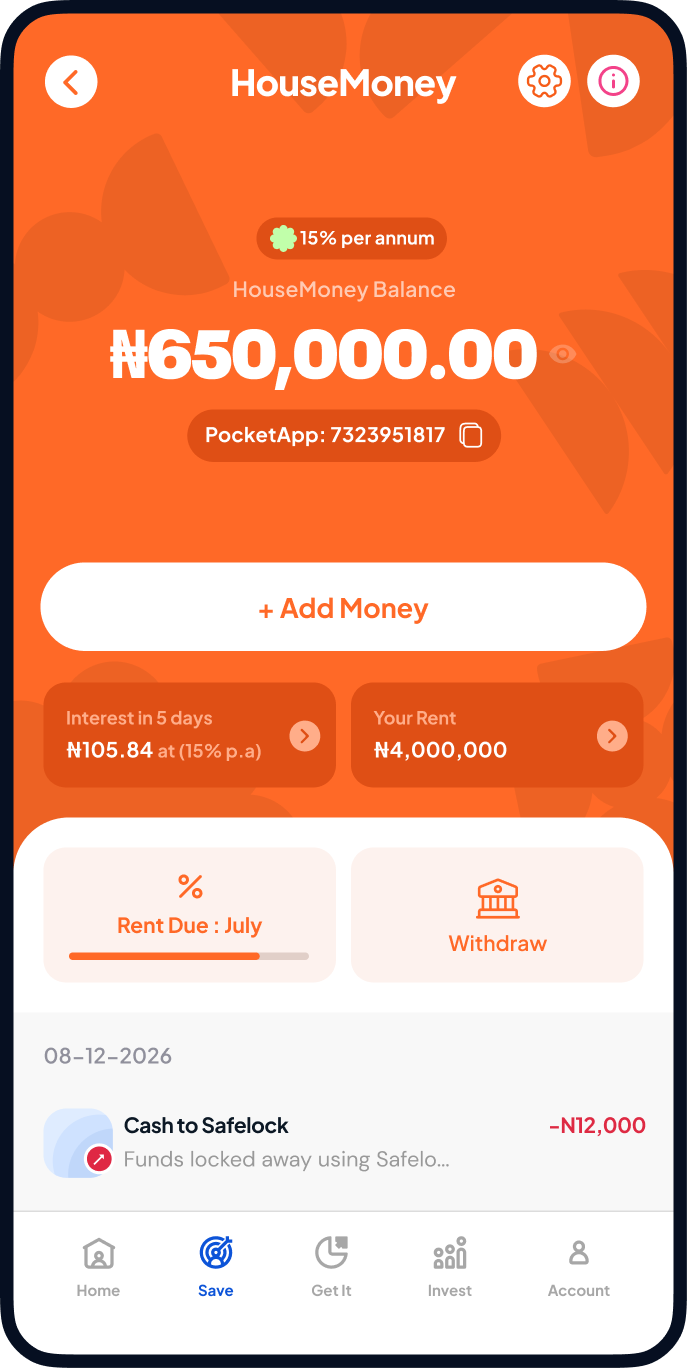 HouseMoney
15% per annum
HouseMoney Balance
₦650,000.00
PocketApp: 7323951817
+ Add Money
Interest in 5 days
₦105.84 at (15% p.a)
Your Rent
₦4,000,000
Rent Due : July
Withdraw
08-12-2026
Cash to Safelock
-N12,000
Funds locked away using Safelo...
Home
Save
Get It
Invest
Account